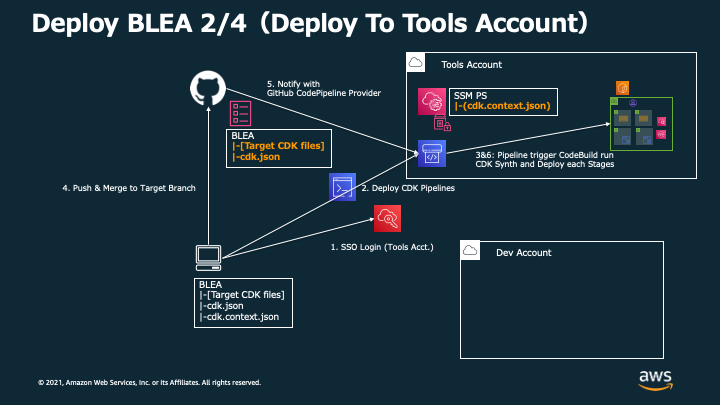 Deploy BLEA 2/4（Deploy To Tools Account）
Tools Account
5. Notify with
GitHub CodePipeline Provider
SSM PS
|-(cdk.context.json)
BLEA
|-[Target CDK files]
|-cdk.json
3&6: Pipeline trigger CodeBuild run
CDK Synth and Deploy each Stages
4. Push & Merge to Target Branch
2. Deploy CDK Pipelines
1. SSO Login (Tools Acct.)
Dev Account
BLEA
|-[Target CDK files]
|-cdk.json
|-cdk.context.json
© 2021, Amazon Web Services, Inc. or its Affiliates. All rights reserved.
aws